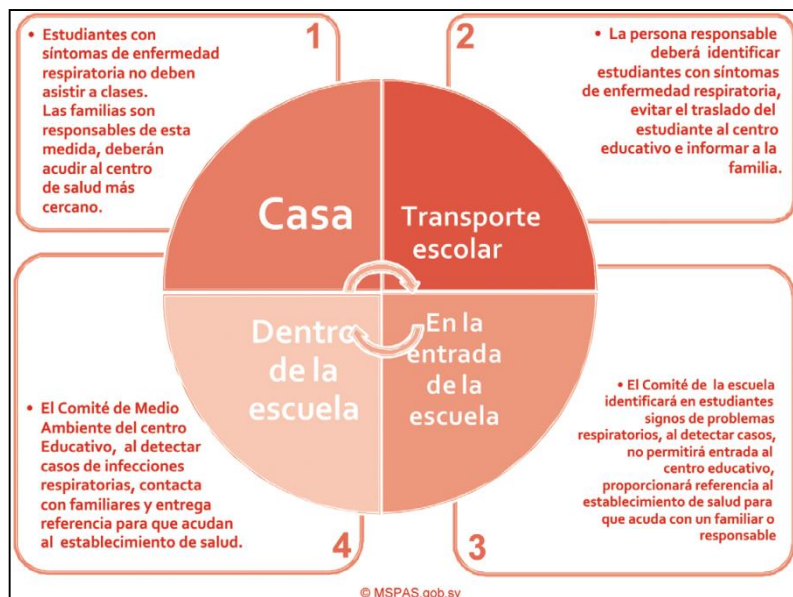 1
• Estudiantes con
síntomas de enfermedad
respiratoria no deben
asistir a clases.
Las familias son
responsables de esta
medida, deberán
acudir al centro
de salud más
cercano.
Casa
2
• La persona responsable
deberá identificar
estudiantes con síntomas
de enfermedad respiratoria,
evitar el traslado del
estudiante al centro
educativo e informar a la
familia.
Transporte
escolar
En la
entrada
de la
escuela
• El Comité de la escuela
identificará en estudiantes
signos de problemas
respiratorios, al detectar casos,
no permitirá entrada al
centro educativo,
proporcionará referencia al
establecimiento de salud para
que acuda con un familiar o
responsable
3
Dentro
de la
escuela
• El Comité de Medio
Ambiente del centro
Educativo, al detectar
casos de infecciones
respiratorias, contacta
con familiares y entrega
referencia para que acudan
al establecimiento de salud.
4
© MSPAS.gob.sv